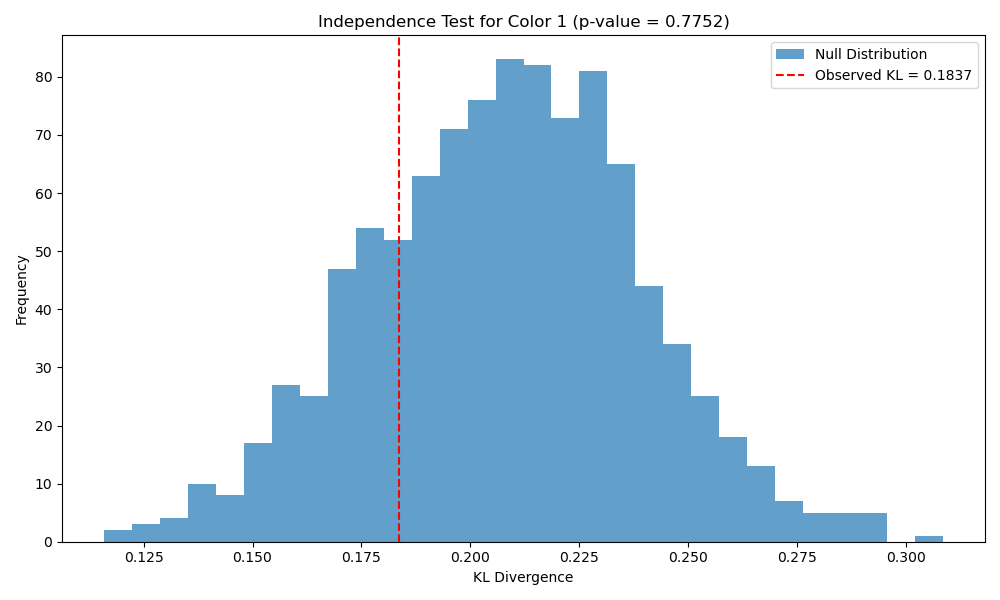 Independence Test for Color 1 (p-value = 0.7752)
Null Distribution
Observed KL = 0.1837
80
70
60
50
40
30
20
10
0
Frequency
0.125 0.150 0.175 0.200 0.225 0.250 0.275 0.300
KL Divergence